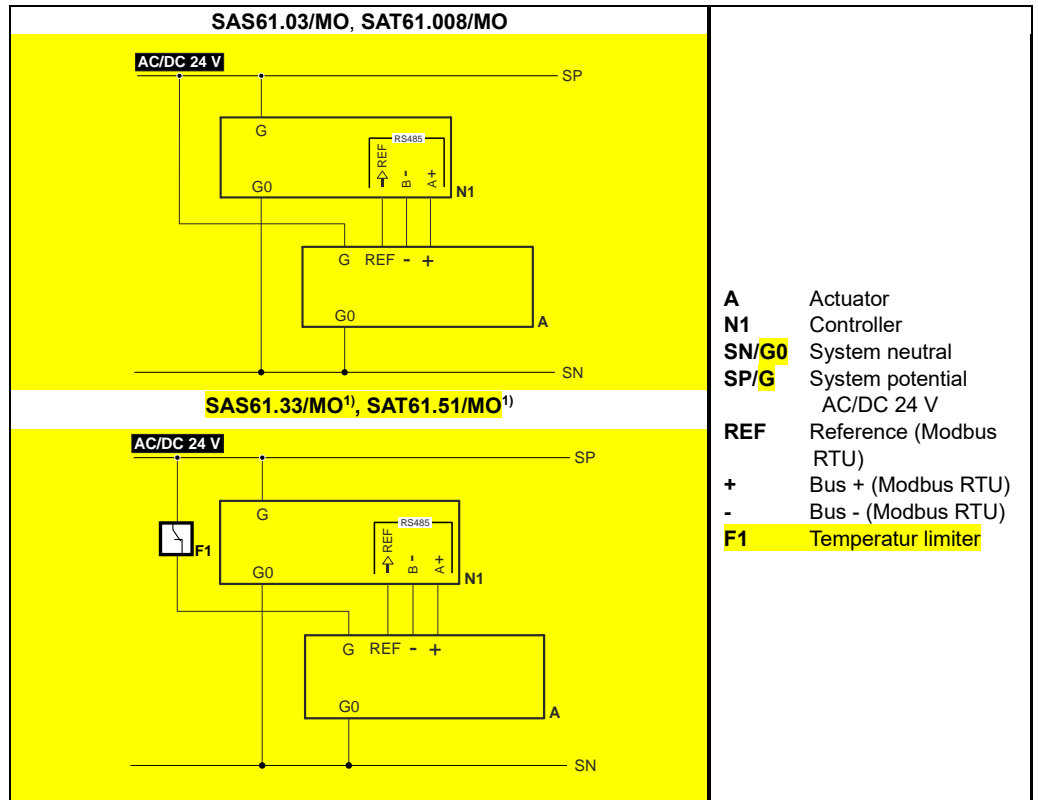 SAS61.03/MO, SAT61.008/MO
AC/DC 24 V
SP
G
RS485
REF
B -
A+
G0
N1
G REF - +
G0
A
SN
SAS61.33/MO1), SAT61.51/MO1)
AC/DC 24 V
SP
G
RS485
REF
B -
A+
F1
G0
N1
G REF - +
G0
A
SN
A Actuator
N1 Controller
SN/G0 System neutral
SP/G System potential
AC/DC 24 V
REF Reference (Modbus
RTU)
+ Bus + (Modbus RTU)
- Bus - (Modbus RTU)
F1 Temperatur limiter